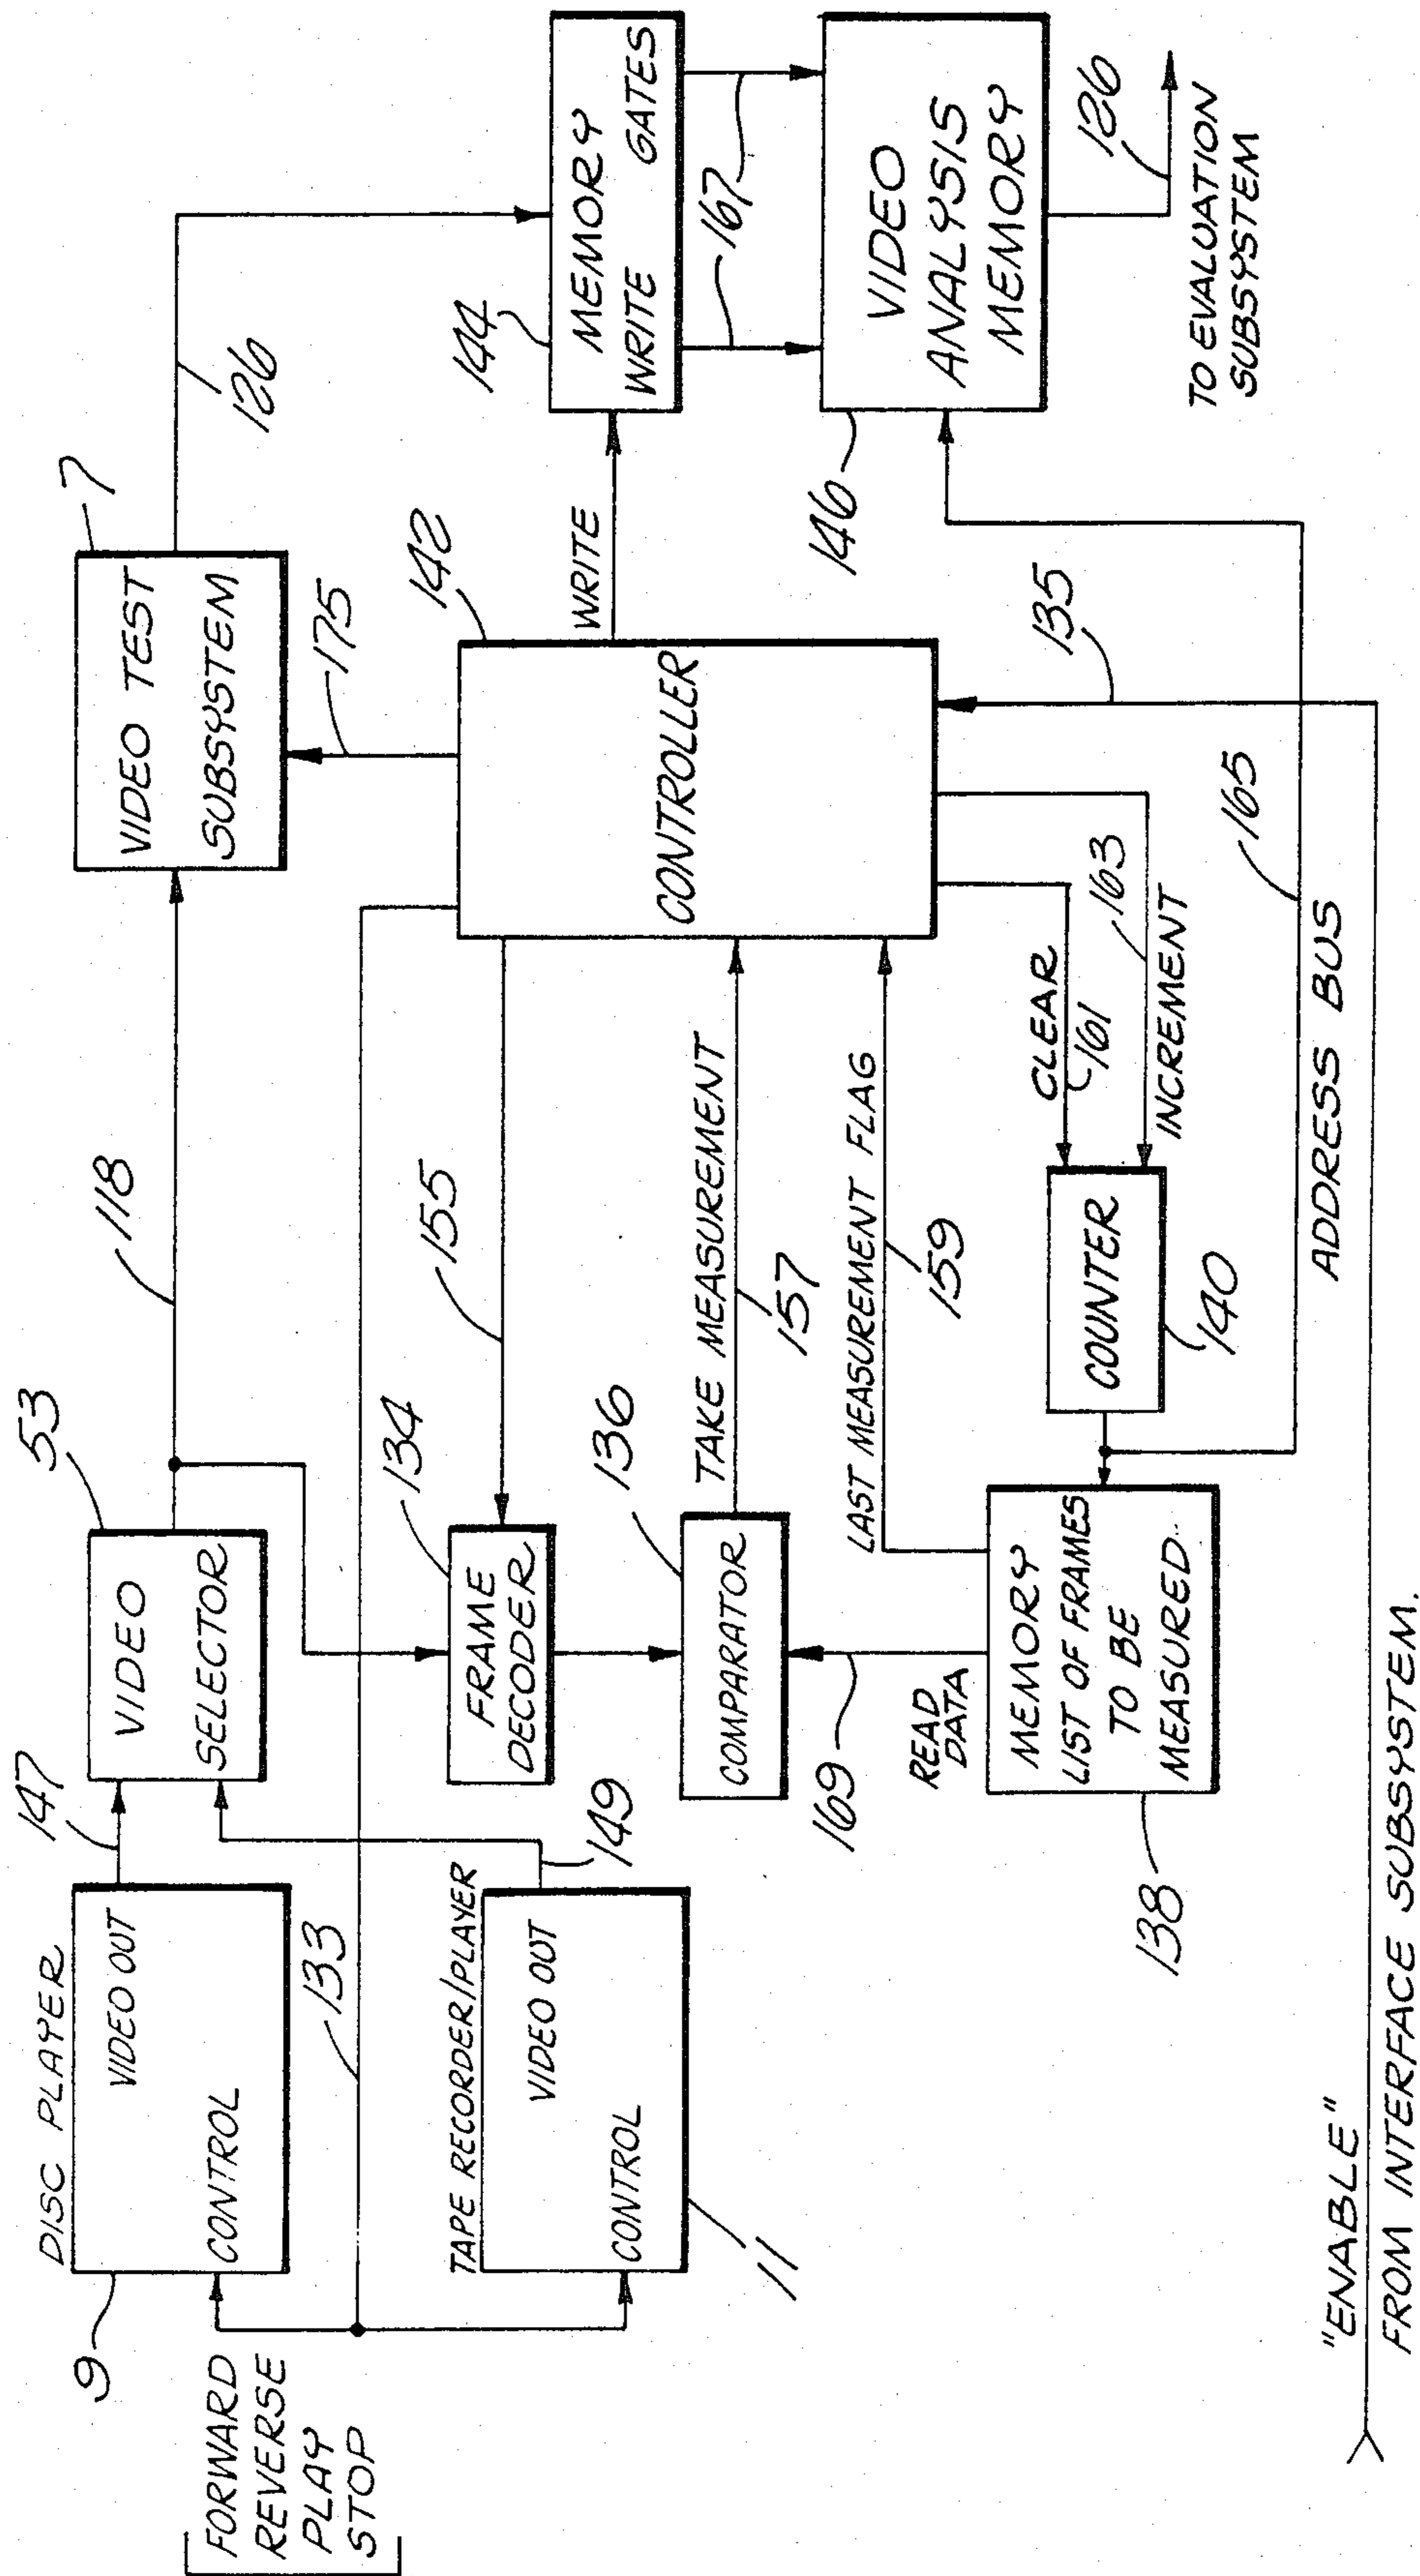 DISC PLAYER
9
VIDEO OUT
CONTROL
147
53
VIDEO
SELECTOR
118
7
VIDEO TEST
SUBSYSTEM
126
FORWARD
REVERSE
PLAY
STOP
133
TAPE RECORDER/PLAYER
VIDEO OUT
CONTROL
11
149
134
FRAME
DECODER
155
175
142
CONTROLLER
WRITE
144
MEMORY
WRITE GATES
167
136
COMPARATOR
TAKE MEASUREMENT
157
169
READ
DATA
LAST MEASUREMENT FLAG
159
138
MEMORY
LIST OF FRAMES
TO BE
MEASURED
COUNTER
140
CLEAR
161
163
INCREMENT
146
VIDEO
ANALYSIS
MEMORY
126
TO EVALUATION
SUBSYSTEM
135
165
ADDRESS BUS
"ENABLE"
FROM INTERFACE SUBSYSTEM.